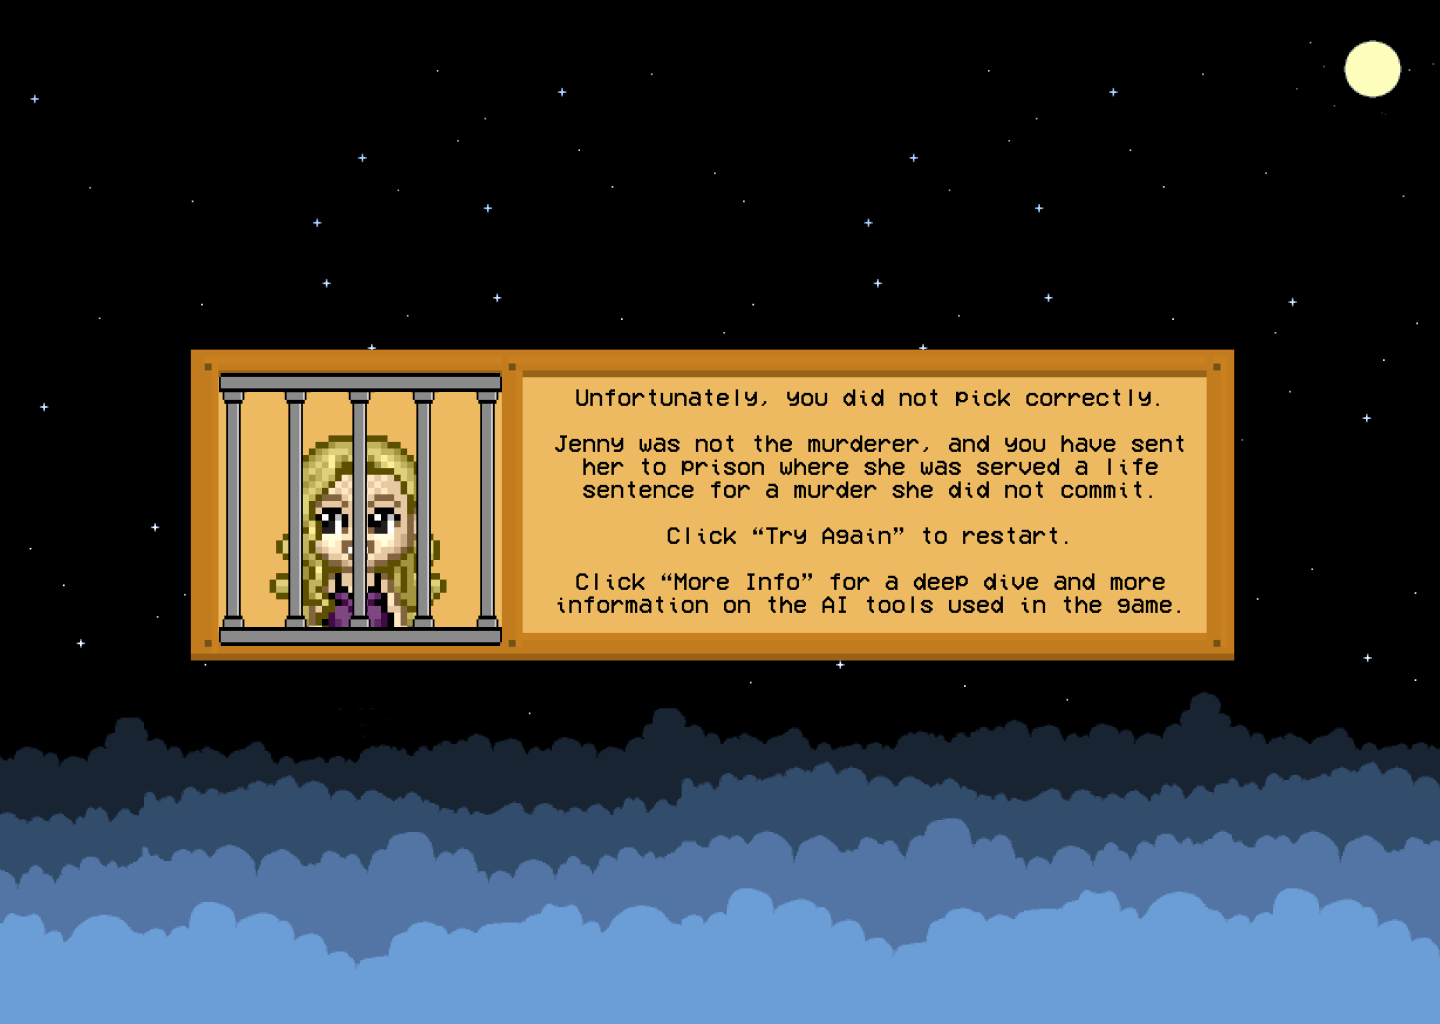 Unfortunately, you did not pick correctly.
Jenny was not the murderer, and you have sent
her to prison where she was served a life
sentence for a murder she did not commit.
Click “Try Again” to restart.
Click “More Info” for a deep dive and more
information on the AI tools used in the game.